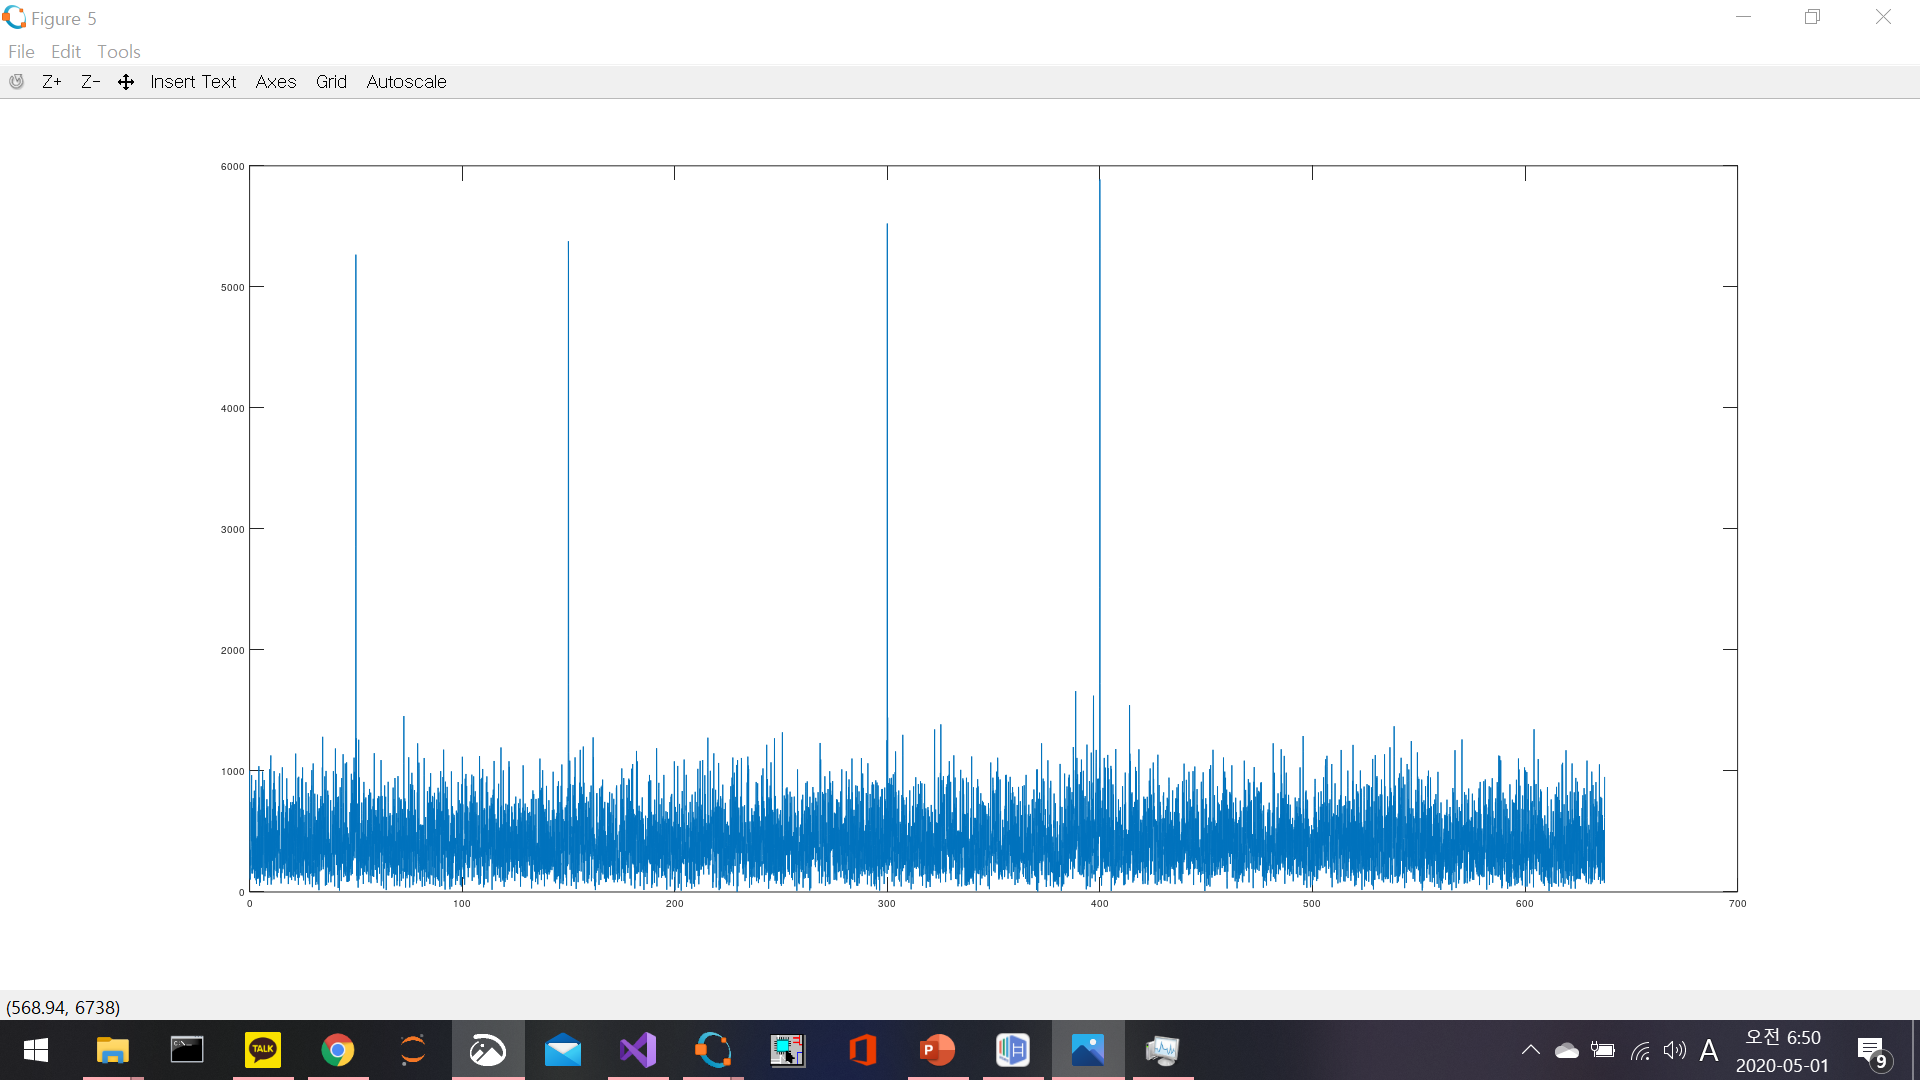 Figure 5
File Edit Tools
Z+ Z- Insert Text Axes Grid Autoscale
6000
5000
4000
3000
2000
1000
0
0 100 200 300 400 500 600 700
(568.94, 6738)
TALK
P
A
오전 6:50
2020-05-01
9